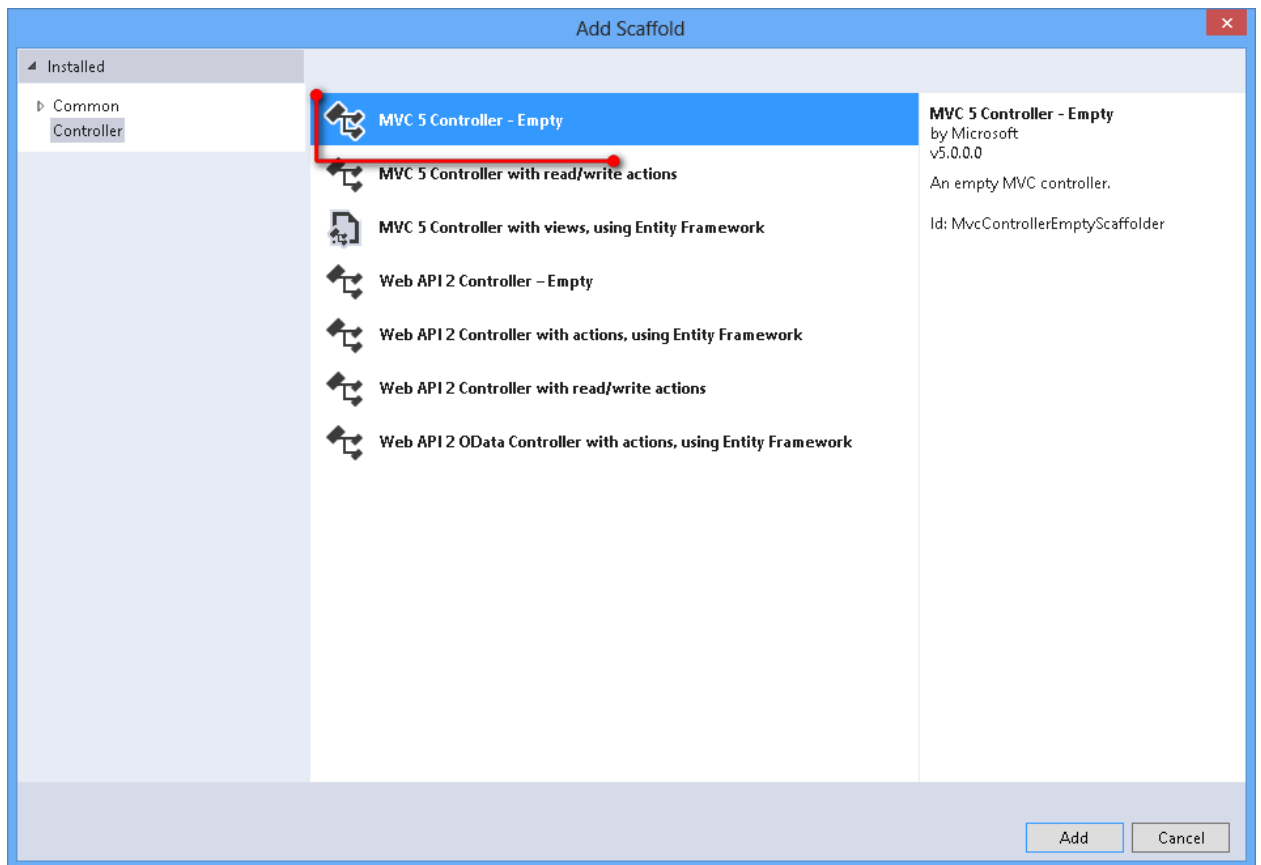 Add Scaffold
Installed
Common
Controller
MVC 5 Controller - Empty
MVC 5 Controller with read/write actions
MVC 5 Controller with views, using Entity Framework
Web API 2 Controller – Empty
Web API 2 Controller with actions, using Entity Framework
Web API 2 Controller with read/write actions
Web API 2 OData Controller with actions, using Entity Framework
MVC 5 Controller - Empty
by Microsoft
v5.0.0.0
An empty MVC controller.
Id: MvcControllerEmptyScaffolder
Add
Cancel